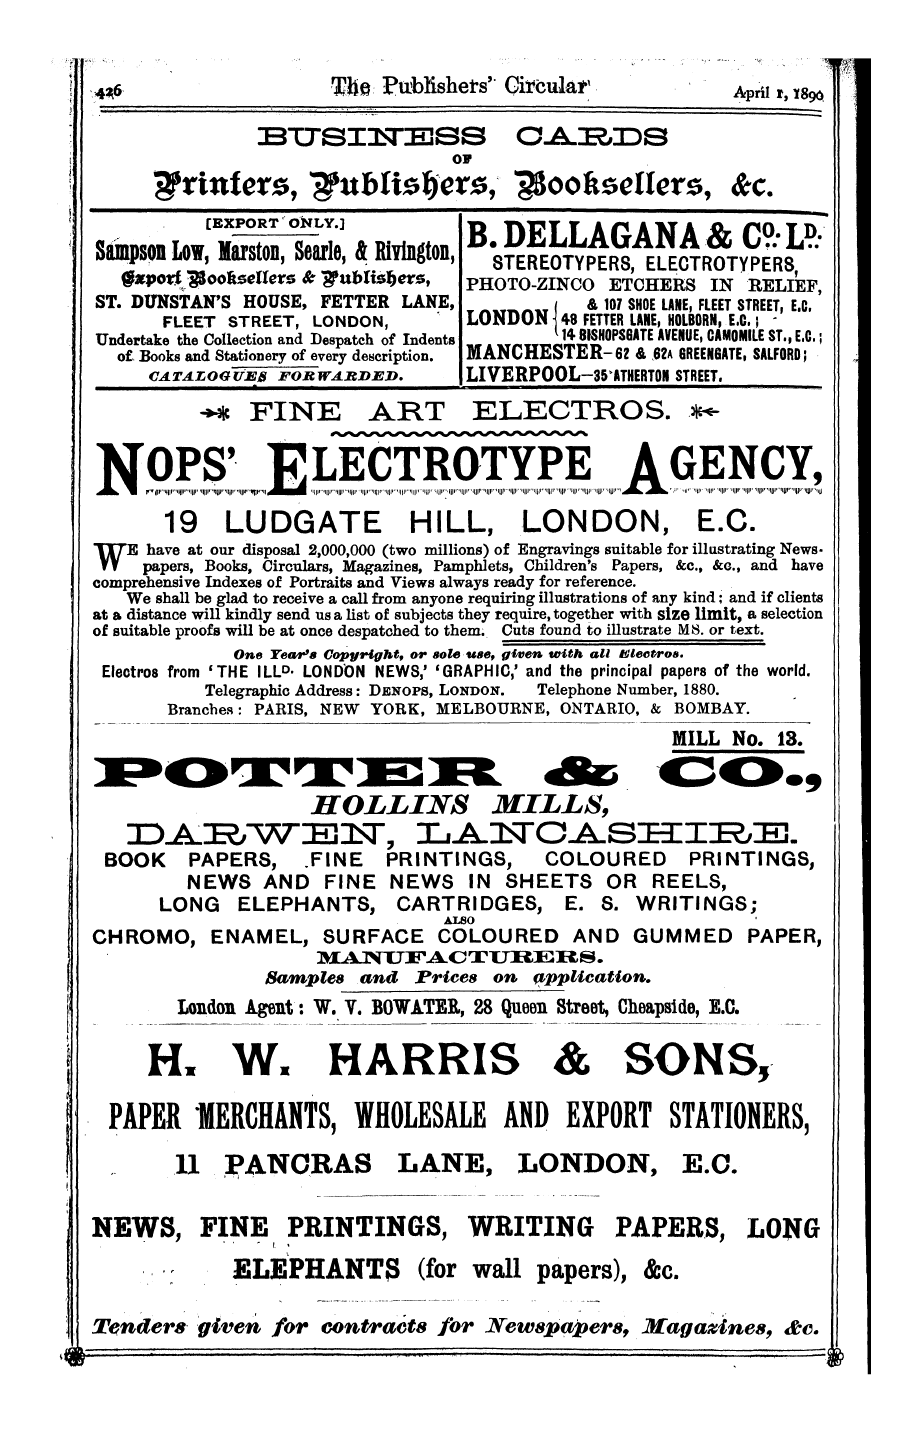 426 The Publishers' Circular April 1, 1890
BUSINESS CARDS
OF
Printers, Publishers, Booksellers, &c.
[EXPORT ONLY.]
Sampson Low, Marston, Searle, & Rivington,
Export Booksellers & Publishers,
ST. DUNSTAN'S HOUSE, FETTER LANE,
FLEET STREET, LONDON,
Undertake the Collection and Despatch of Indents
of Books and Stationery of every description.
CATALOGUES FORWARDED.
B. DELLAGANA & Co. LD.:
STEREOTYPERS, ELECTROTYPERS,
PHOTO-ZINCO ETCHERS IN RELIEF,
& 107 SHOE LANE, FLEET STREET, E.C.
LONDON 48 FETTER LANE, HOLBORN, E.C.;
14 BISHOPSGATE AVENUE, CAMOMILE ST., E.C.;
MANCHESTER—62 & 62A GREENGATE, SALFORD;
LIVERPOOL—35 ATHERTON STREET.
FINE ART ELECTROS.
NOPS' ELECTROTYPE AGENCY,
19 LUDGATE HILL, LONDON, E.C.
WE have at our disposal 2,000,000 (two millions) of Engravings suitable for illustrating News-
papers, Books, Circulars, Magazines, Pamphlets, Children's Papers, &c., &c., and have
comprehensive Indexes of Portraits and Views always ready for reference.
We shall be glad to receive a call from anyone requiring illustrations of any kind; and if clients
at a distance will kindly send us a list of subjects they require, together with size limit, a selection
of suitable proofs will be at once despatched to them. Cuts found to illustrate MS. or text.
One Year's Copyright, or sole use, given with all Electros.
Electros from 'THE ILLD. LONDON NEWS,' 'GRAPHIC,' and the principal papers of the world.
Telegraphic Address: DENOPS, LONDON. Telephone Number, 1880.
Branches: PARIS, NEW YORK, MELBOURNE, ONTARIO, & BOMBAY.
MILL No. 13.
POTTER & CO.,
HOLLINS MILLS,
DARWEN, LANCASHIRE.
BOOK PAPERS, FINE PRINTINGS, COLOURED PRINTINGS,
NEWS AND FINE NEWS IN SHEETS OR REELS,
LONG ELEPHANTS, CARTRIDGES, E. S. WRITINGS;
ALSO
CHROMO, ENAMEL, SURFACE COLOURED AND GUMMED PAPER,
MANUFACTURERS.
Samples and Prices on application.
London Agent: W. V. BOWATER, 28 Queen Street, Cheapside, E.C.
H. W. HARRIS & SONS,
PAPER MERCHANTS, WHOLESALE AND EXPORT STATIONERS,
11 PANCRAS LANE, LONDON, E.C.
NEWS, FINE PRINTINGS, WRITING PAPERS, LONG
ELEPHANTS (for wall papers), &c.
Tenders given for contracts for Newspapers, Magazines, &c.